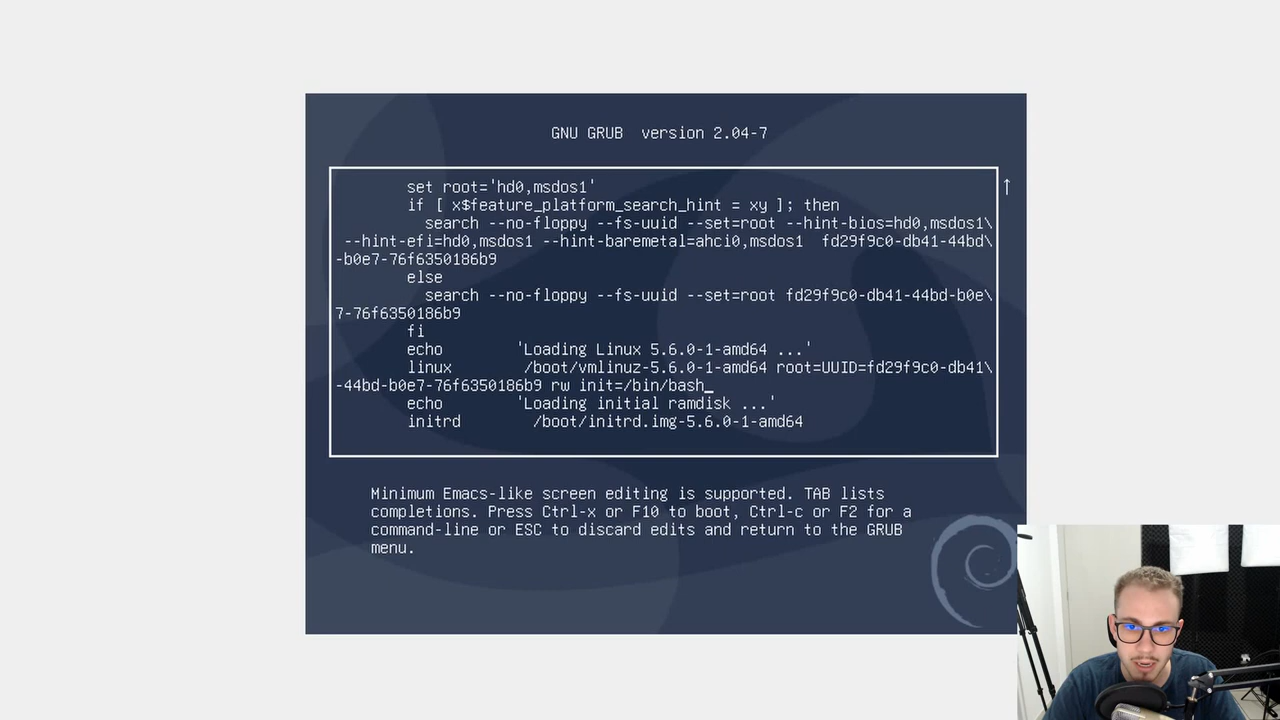 GNU GRUB  version 2.04-7
set root='hd0,msdos1'
if [ x$feature_platform_search_hint = xy ]; then
search --no-floppy --fs-uuid --set=root --hint-bios=hd0,msdos1\
--hint-efi=hd0,msdos1 --hint-baremetal=ahci0,msdos1  fd29f9c0-db41-44bd\
-b0e7-76f6350186b9
else
search --no-floppy --fs-uuid --set=root fd29f9c0-db41-44bd-b0e\
7-76f6350186b9
fi
echo 'Loading Linux 5.6.0-1-amd64 ...'
linux /boot/vmlinuz-5.6.0-1-amd64 root=UUID=fd29f9c0-db41\
-44bd-b0e7-76f6350186b9 rw init=/bin/bash_
echo 'Loading initial ramdisk ...'
initrd /boot/initrd.img-5.6.0-1-amd64
Minimum Emacs-like screen editing is supported. TAB lists
completions. Press Ctrl-x or F10 to boot, Ctrl-c or F2 for a
command-line or ESC to discard edits and return to the GRUB
menu.